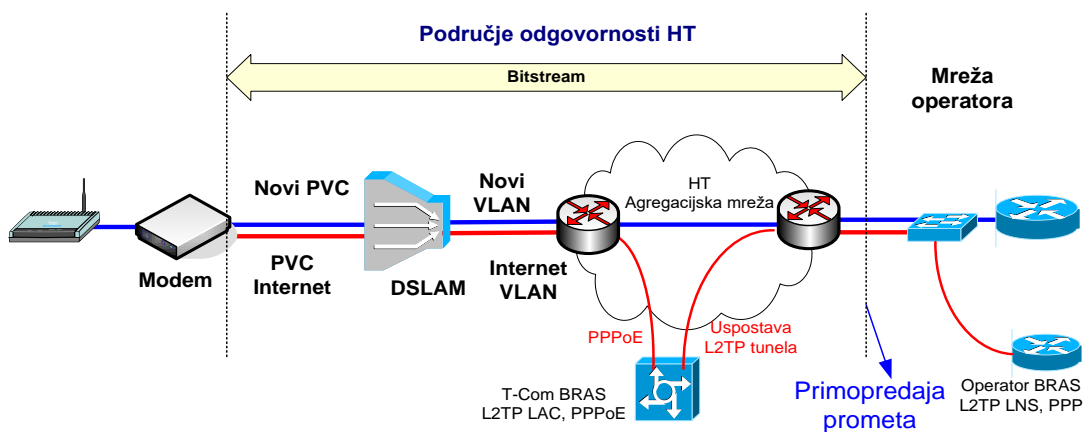 Područje odgovornosti HT
Bitstream
Mreža
operatora
Novi PVC
Novi
VLAN
HT
Agregacijska mreža
Modem
PVC
Internet
DSLAM
Internet
VLAN
PPPoE
Uspostava
L2TP tunela
T-Com BRAS
L2TP LAC, PPPoE
Primopredaja
prometa
Operator BRAS
L2TP LNS, PPP